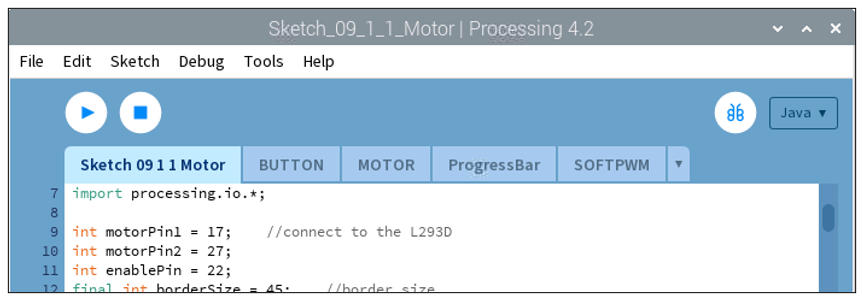 Sketch_09_1_1_Motor | Processing 4.2
File Edit Sketch Debug Tools Help
Java ▾
Sketch 09 1 1 Motor BUTTON MOTOR ProgressBar SOFTPWM ▾
7 import processing.io.*;
8
9 int motorPin1 = 17; //connect to the L293D
10 int motorPin2 = 27;
11 int enablePin = 22;
12 final int borderSize = 45; //border size